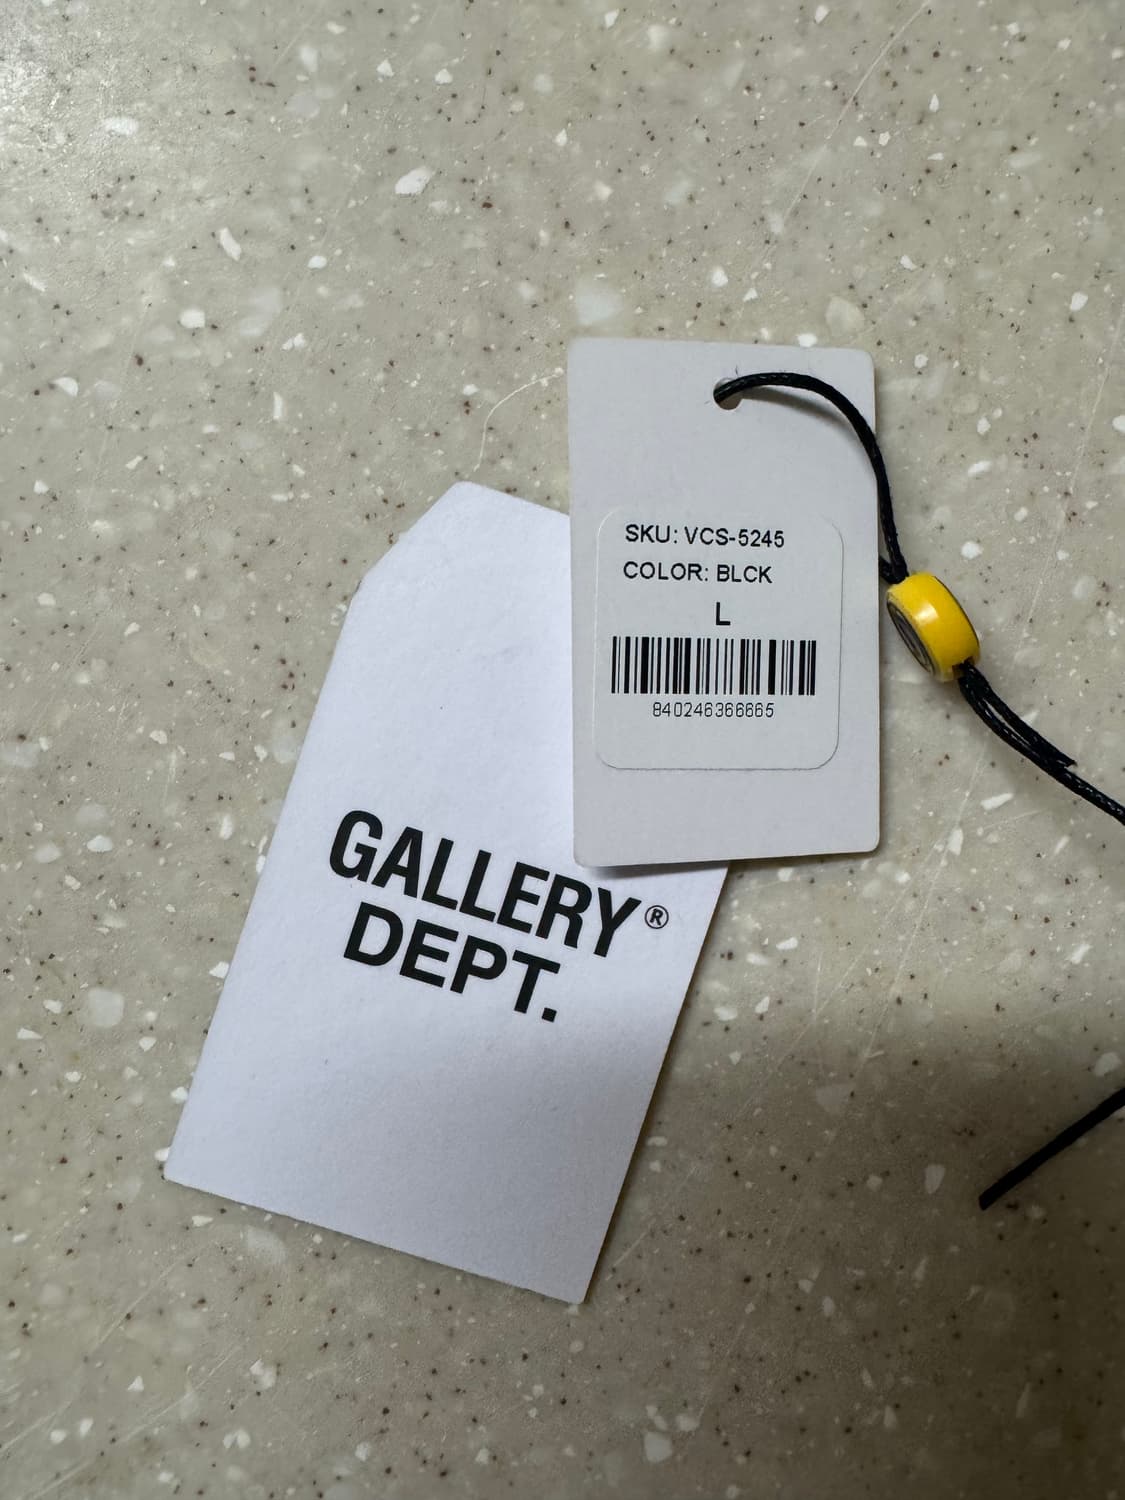 SKU: VCS-5245
COLOR: BLCK
L
840246366665
GALLERY®
DEPT.